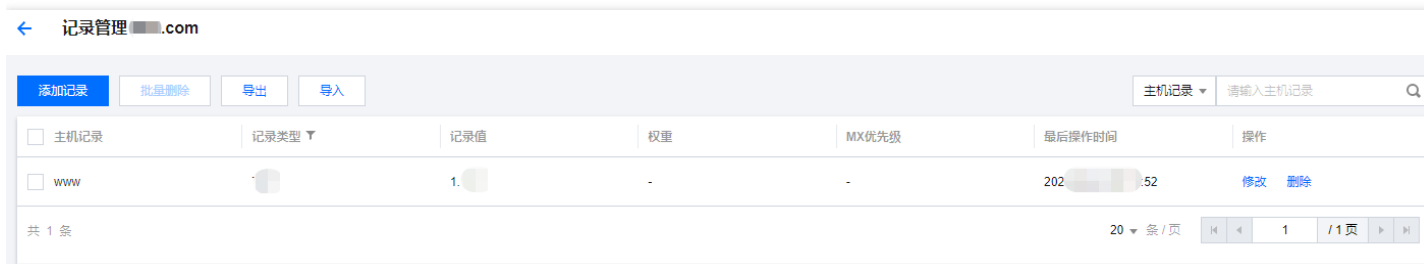 记录管理 .com
添加记录 批量删除 导出 导入 主机记录 请输入主机记录
主机记录 记录类型 记录值 权重 MX优先级 最后操作时间 操作
www 1. - - 202 :52 修改 删除
共 1 条 20 条 / 页 1 / 1 页